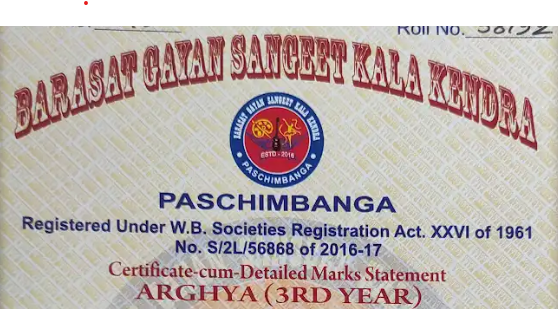 Roll No. 58192
BARASAT GAYAN SANGEET KALA KENDRA
BARASAT GAYAN SANGEET KALA KENDRA
ESTD - 2016
PASCHIMBANGA
PASCHIMBANGA
Registered Under W.B. Societies Registration Act. XXVI of 1961
No. S/2L/56868 of 2016-17
Certificate-cum-Detailed Marks Statement
ARGHYA (3RD YEAR)